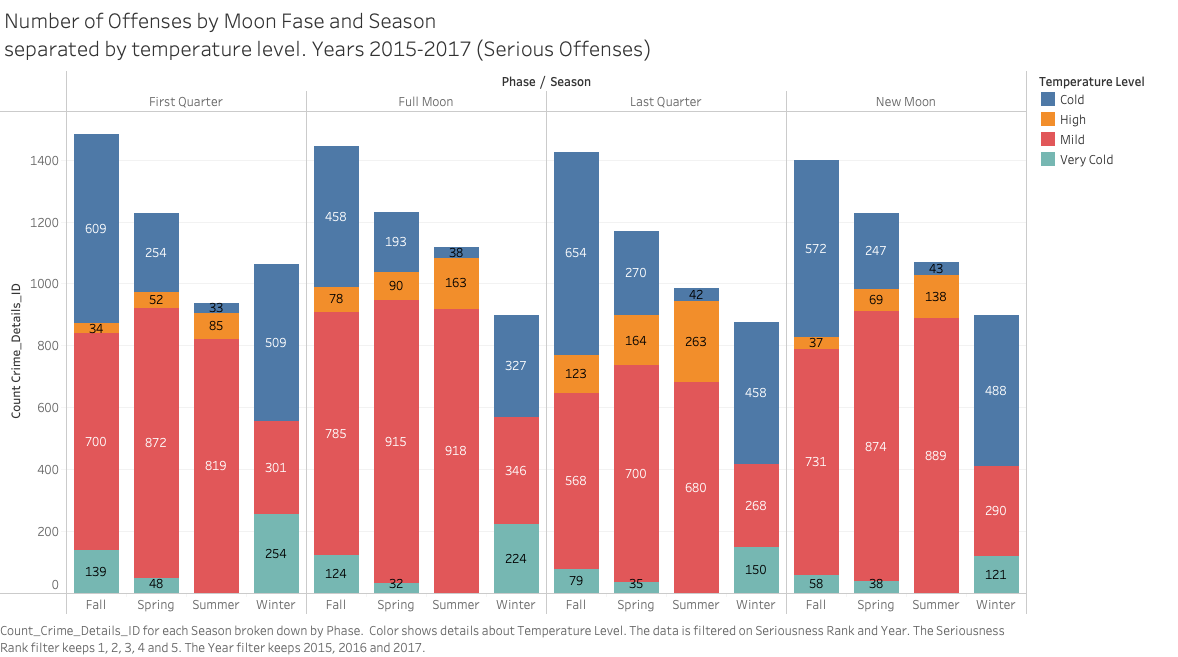 Number of Offenses by Moon Fase and Season
separated by temperature level. Years 2015-2017 (Serious Offenses)
Phase / Season
First Quarter Full Moon Last Quarter New Moon
Temperature Level
Cold
High
Mild
Very Cold
Count Crime_Details_ID
1400
1200
1000
800
600
400
200
0
609 34 700 139
254 52 872 48
33 85 819
509 301 254
458 78 785 124
193 90 915 32
38 163 918
327 346 224
654 123 568 79
270 164 700 35
42 263 680
458 268 150
572 37 731 58
247 69 874 38
43 138 889
488 290 121
Fall Spring Summer Winter Fall Spring Summer Winter Fall Spring Summer Winter Fall Spring Summer Winter
Count_Crime_Details_ID for each Season broken down by Phase. Color shows details about Temperature Level. The data is filtered on Seriousness Rank and Year. The Seriousness
Rank filter keeps 1, 2, 3, 4 and 5. The Year filter keeps 2015, 2016 and 2017.